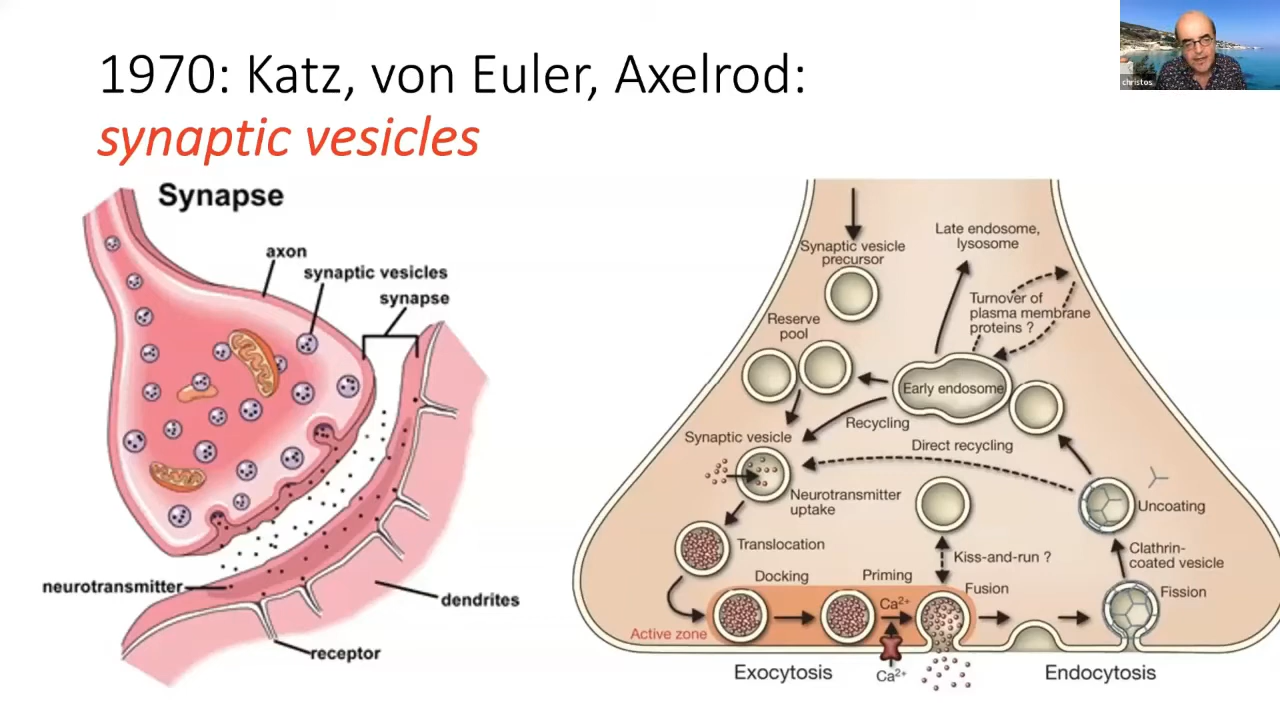 1970: Katz, von Euler, Axelrod:
synaptic vesicles
christos
Synapse
axon
synaptic vesicles
synapse
neurotransmitter
dendrites
receptor
Synaptic vesicle
precursor
Late endosome,
lysosome
Turnover of
plasma membrane
proteins ?
Reserve
pool
Early endosome
Recycling
Direct recycling
Synaptic vesicle
Neurotransmitter
uptake
Uncoating
Translocation
Kiss-and-run ?
Clathrin-
coated vesicle
Docking
Priming
Fusion
Fission
Ca²⁺
Active zone
Exocytosis
Ca²⁺
Endocytosis